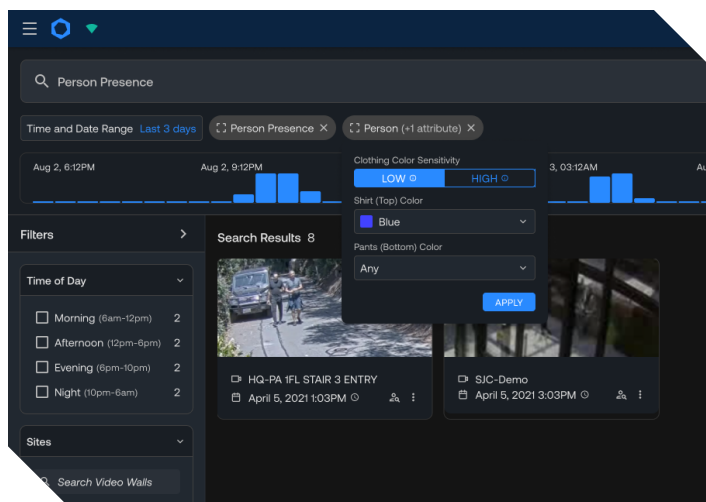 Person Presence
Time and Date Range Last 3 days
Person Presence
Person (+1 attribute)
Aug 2, 6:12PM
Aug 2, 9:12PM
3, 03:12AM
Au
Clothing Color Sensitivity
LOW
HIGH
Shirt (Top) Color
Blue
Pants (Bottom) Color
Any
APPLY
Filters
Search Results 8
Time of Day
Morning (6am-12pm) 2
Afternoon (12pm-6pm) 2
Evening (6pm-10pm) 2
Night (10pm-6am) 2
Sites
Search Video Walls
HQ-PA 1FL STAIR 3 ENTRY
April 5, 2021 1:03PM
SJC-Demo
April 5, 2021 3:03PM